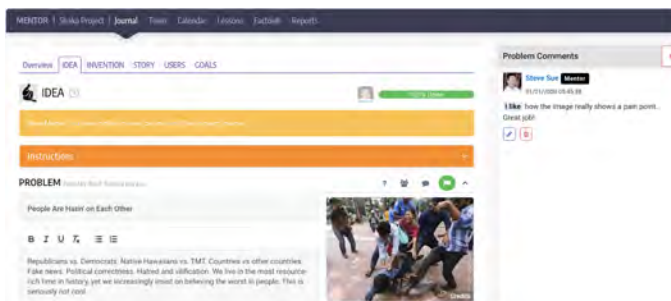 MENTOR | Shaka Project | Journal Team Calendar Lessons Factoids Reports
Overview IDEA INVENTION STORY USERS GOALS
IDEA
Instructions
PROBLEM
?
People Are Hatin' on Each Other
B I U
Republicans vs. Democrats. Native Hawaiians vs. TMT. Countries vs other countries.
Fake news. Political correctness. Hatred and vilification. We live in the most resource-
rich time in history, yet we increasingly insist on believing the worst in people. This is
seriously not cool.
Credits
Problem Comments
Steve Sue Mentor
I like how the image really shows a pain point...
Great job!